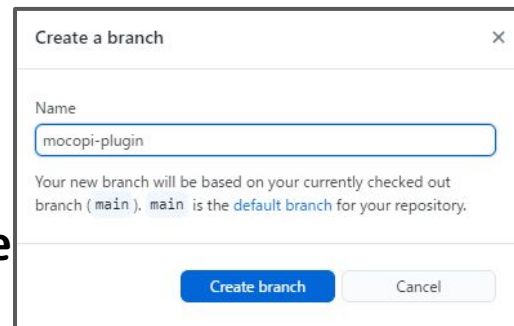 Create a branch
Name
mocopi-plugin
Your new branch will be based on your currently checked out
branch ( main ). main is the default branch for your repository.
e
Create branch Cancel